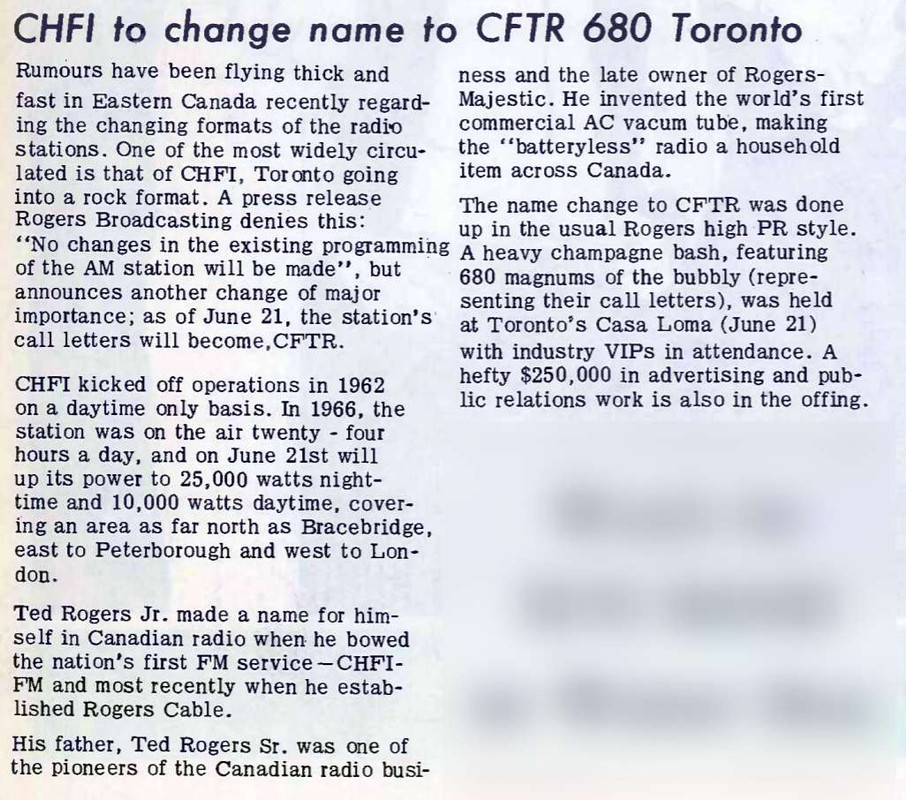 CHFI to change name to CFTR 680 Toronto
Rumours have been flying thick and
fast in Eastern Canada recently regard-
ing the changing formats of the radio
stations. One of the most widely circu-
lated is that of CHFI, Toronto going
into a rock format. A press release
Rogers Broadcasting denies this:
"No changes in the existing programming
of the AM station will be made", but
announces another change of major
importance; as of June 21, the station's
call letters will become,CFTR.
CHFI kicked off operations in 1962
on a daytime only basis. In 1966, the
station was on the air twenty - four
hours a day, and on June 21st will
up its power to 25,000 watts night-
time and 10,000 watts daytime, cover-
ing an area as far north as Bracebridge,
east to Peterborough and west to Lon-
don.
Ted Rogers Jr. made a name for him-
self in Canadian radio when he bowed
the nation's first FM service—CHFI-
FM and most recently when he estab-
lished Rogers Cable.
His father, Ted Rogers Sr. was one of
the pioneers of the Canadian radio busi-
ness and the late owner of Rogers-
Majestic. He invented the world's first
commercial AC vacum tube, making
the "batteryless" radio a household
item across Canada.
The name change to CFTR was done
up in the usual Rogers high PR style.
A heavy champagne bash, featuring
680 magnums of the bubbly (repre-
senting their call letters), was held
at Toronto's Casa Loma (June 21)
with industry VIPs in attendance. A
hefty $250,000 in advertising and pub-
lic relations work is also in the offing.